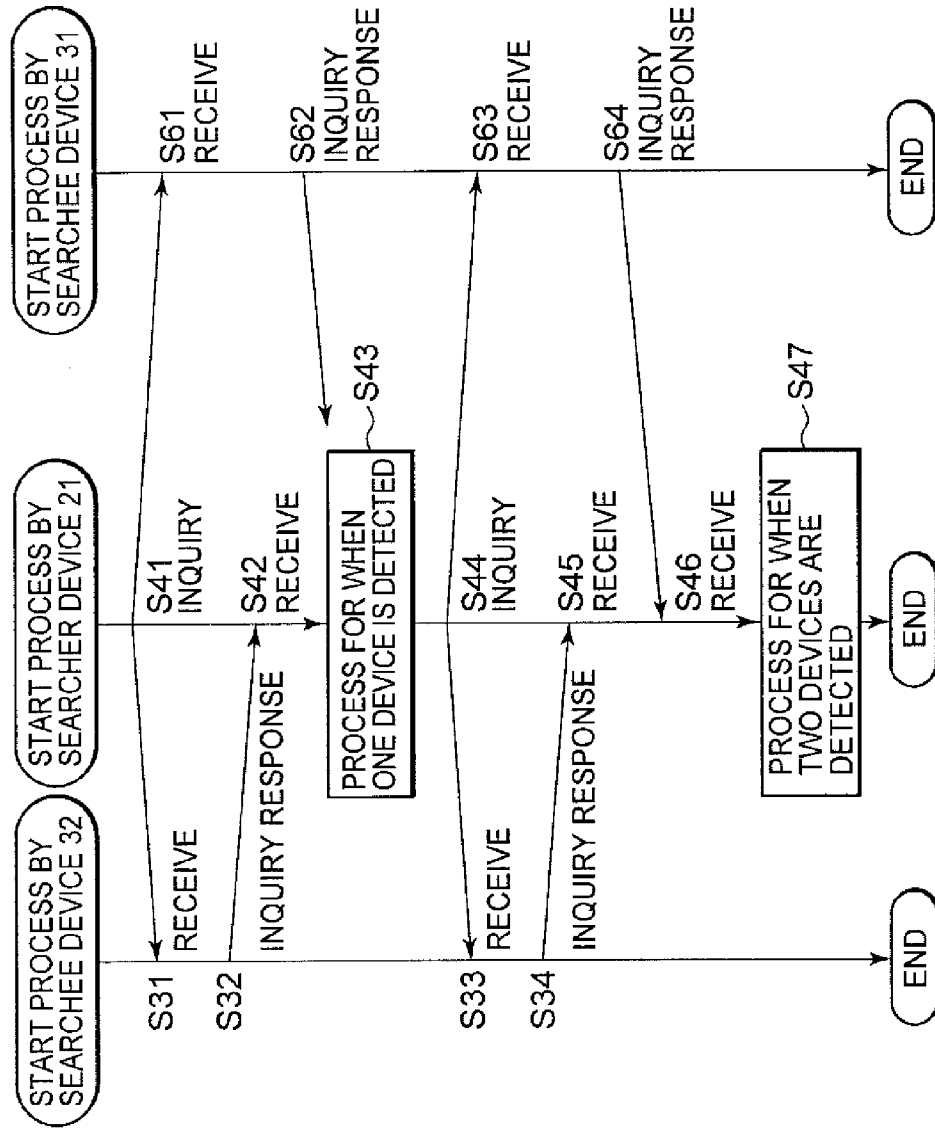 START PROCESS BY
SEARCHEE DEVICE 32
START PROCESS BY
SEARCHER DEVICE 21
START PROCESS BY
SEARCHEE DEVICE 31
S31
RECEIVE
S41
INQUIRY
S61
RECEIVE
S32
INQUIRY RESPONSE
S42
RECEIVE
S62
INQUIRY
RESPONSE
PROCESS FOR WHEN
ONE DEVICE IS DETECTED
S43
S33
RECEIVE
S44
INQUIRY
S63
RECEIVE
S34
INQUIRY RESPONSE
S45
RECEIVE
S64
INQUIRY
RESPONSE
S46
RECEIVE
PROCESS FOR WHEN
TWO DEVICES ARE
DETECTED
S47
END
END
END